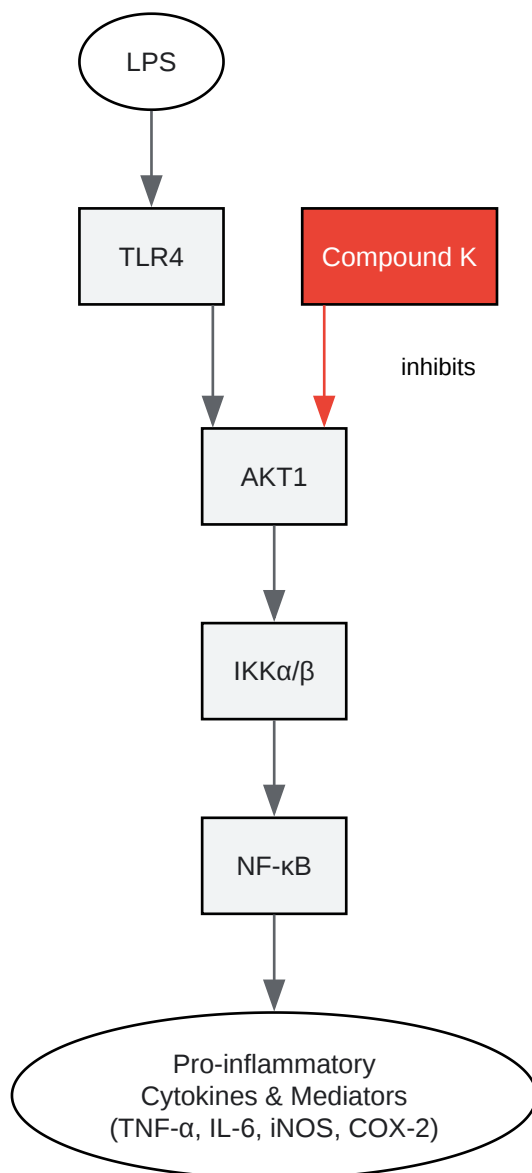 LPS
TLR4
Compound K
inhibits
AKT1
IKKα/β
NF-κB
Pro-inflammatory
Cytokines & Mediators
(TNF-α, IL-6, iNOS, COX-2)